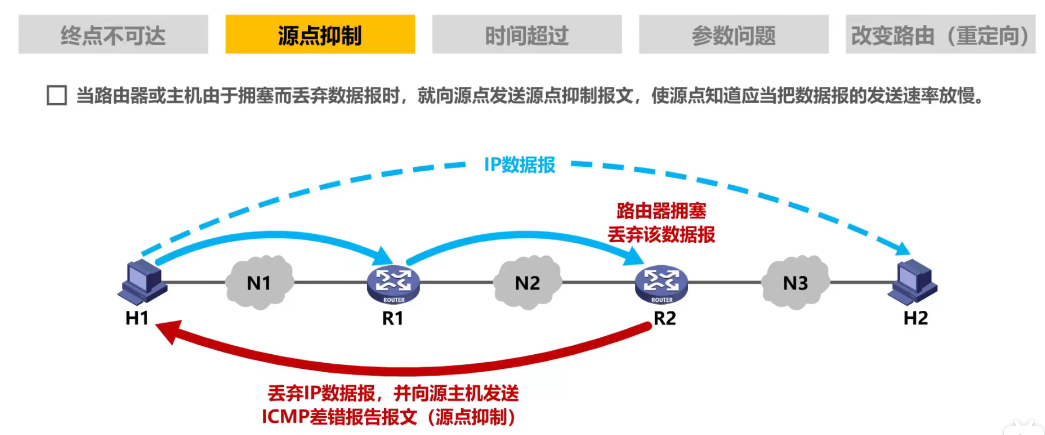 终点不可达
源点抑制
时间超过
参数问题
改变路由（重定向）
当路由器或主机由于拥塞而丢弃数据报时，就向源点发送源点抑制报文，使源点知道应当把数据报的发送速率放慢。
IP数据报
路由器拥塞
丢弃该数据报
N1
N2
N3
ROUTER
ROUTER
H1
R1
R2
H2
丢弃IP数据报，并向源主机发送
ICMP差错报告报文（源点抑制）